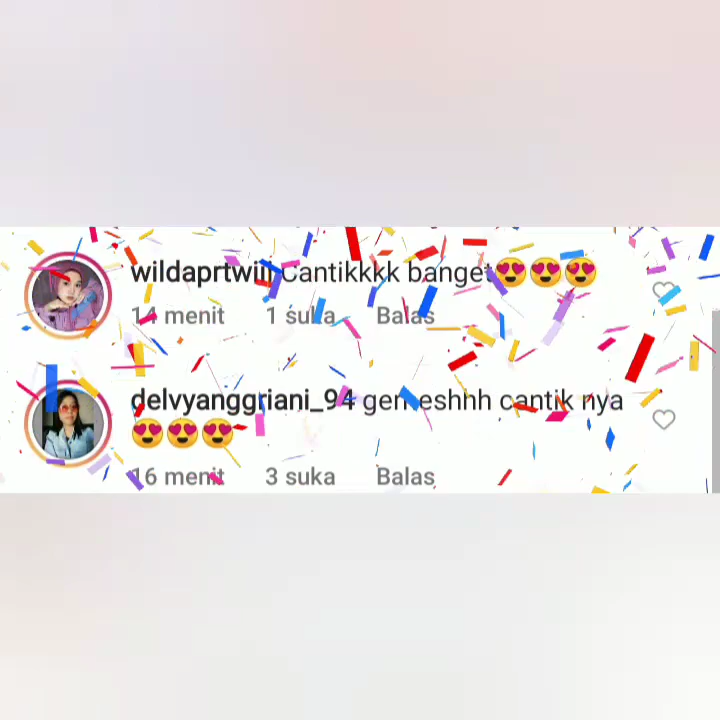 wildaprtwiii Cantikkkk banget😍😍😍
14 menit 1 suka Balas
delvyanggriani_94 gemeshhh cantik nya
😍😍😍
16 menit 3 suka Balas